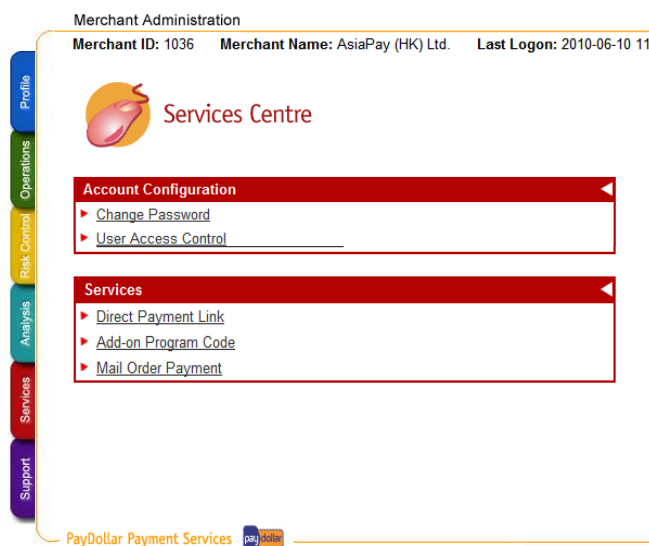 Merchant Administration
Merchant ID: 1036 Merchant Name: AsiaPay (HK) Ltd. Last Logon: 2010-06-10 11
Profile
Operations
Risk Control
Analysis
Services
Support
Services Centre
Account Configuration
Change Password
User Access Control
Services
Direct Payment Link
Add-on Program Code
Mail Order Payment
PayDollar Payment Services paydollar